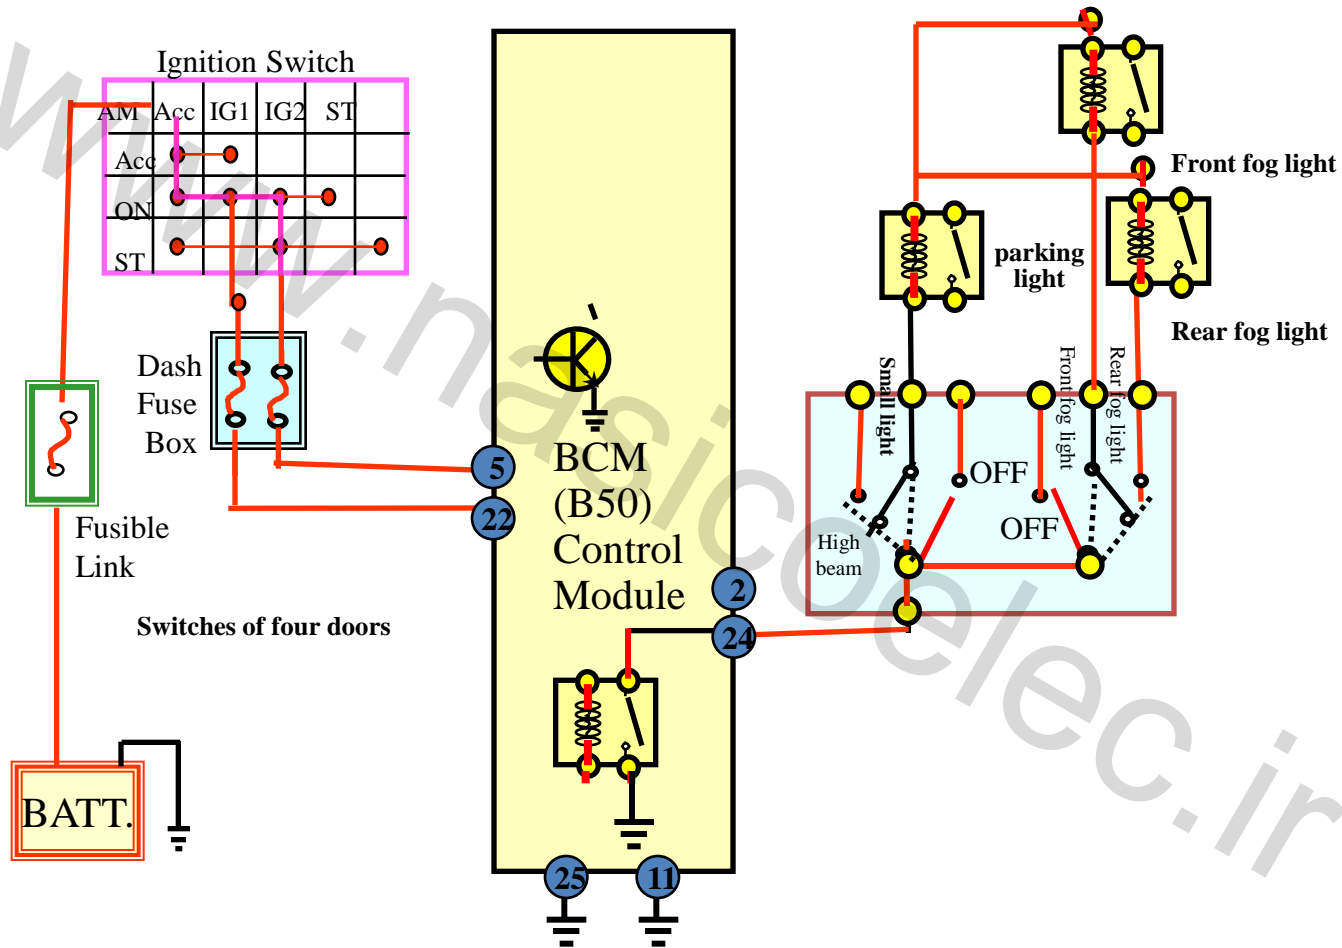 Ignition Switch
AM Acc IG1 IG2 ST
Acc
ON
ST
Dash
Fuse
Box
Fusible
Link
Switches of four doors
BATT.
BCM
(B50)
Control
Module
5
22
2
24
25
11
Front fog light
parking
light
Rear fog light
Small light
Front fog light
Rear fog light
OFF
OFF
High
beam
www.nasicoelec.ir